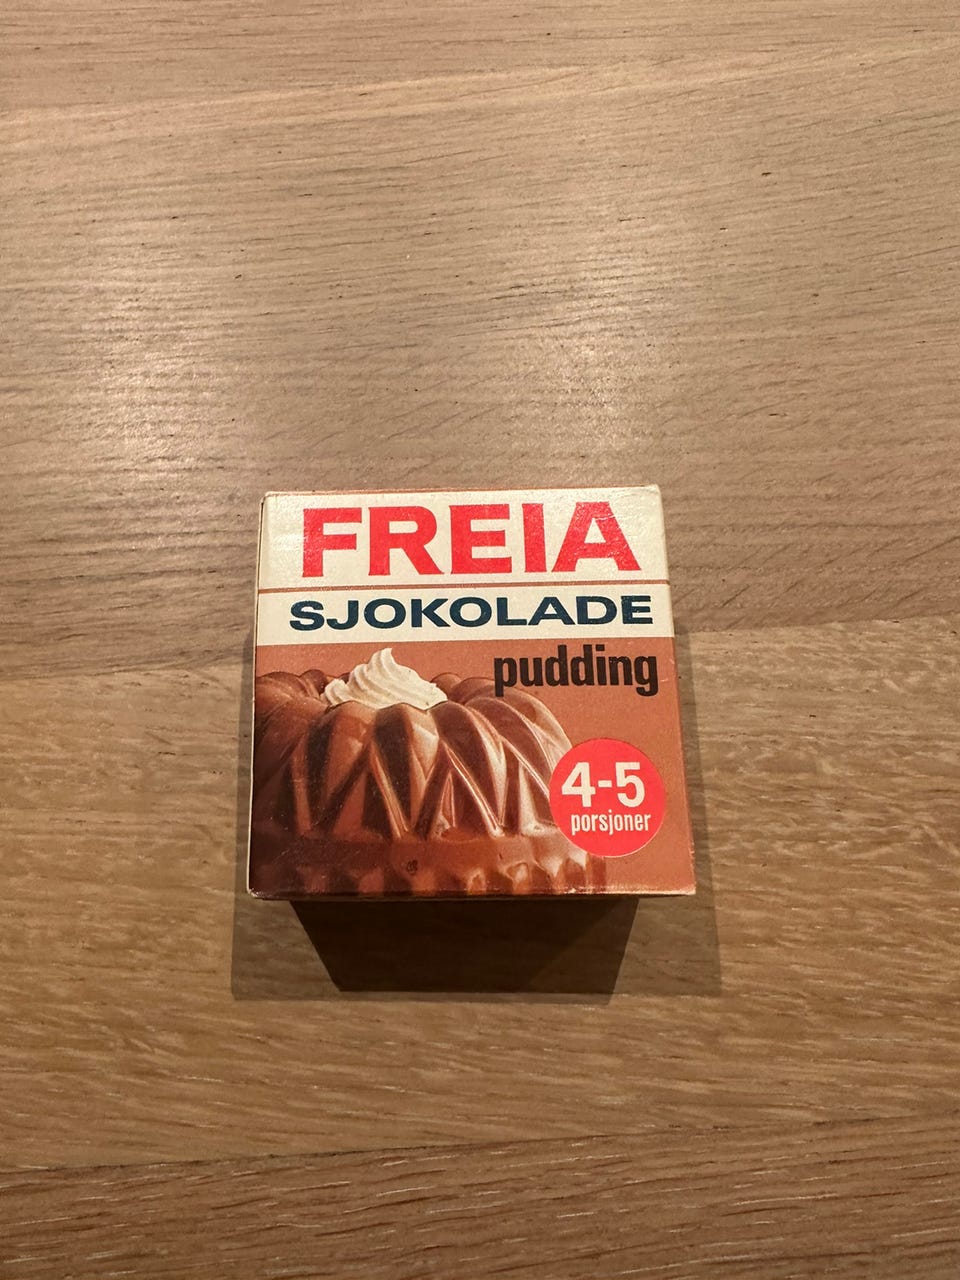 FREIA
SJOKOLADE
pudding
4-5
porsjoner